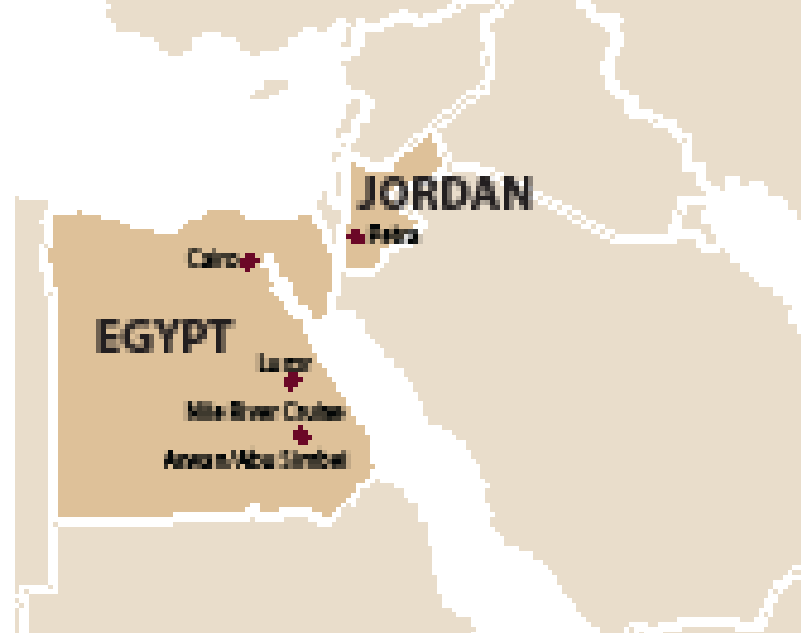 JORDAN
Petra
Cairo
EGYPT
Luxor
Nile River Cruise
Aswan/Abu Simbel